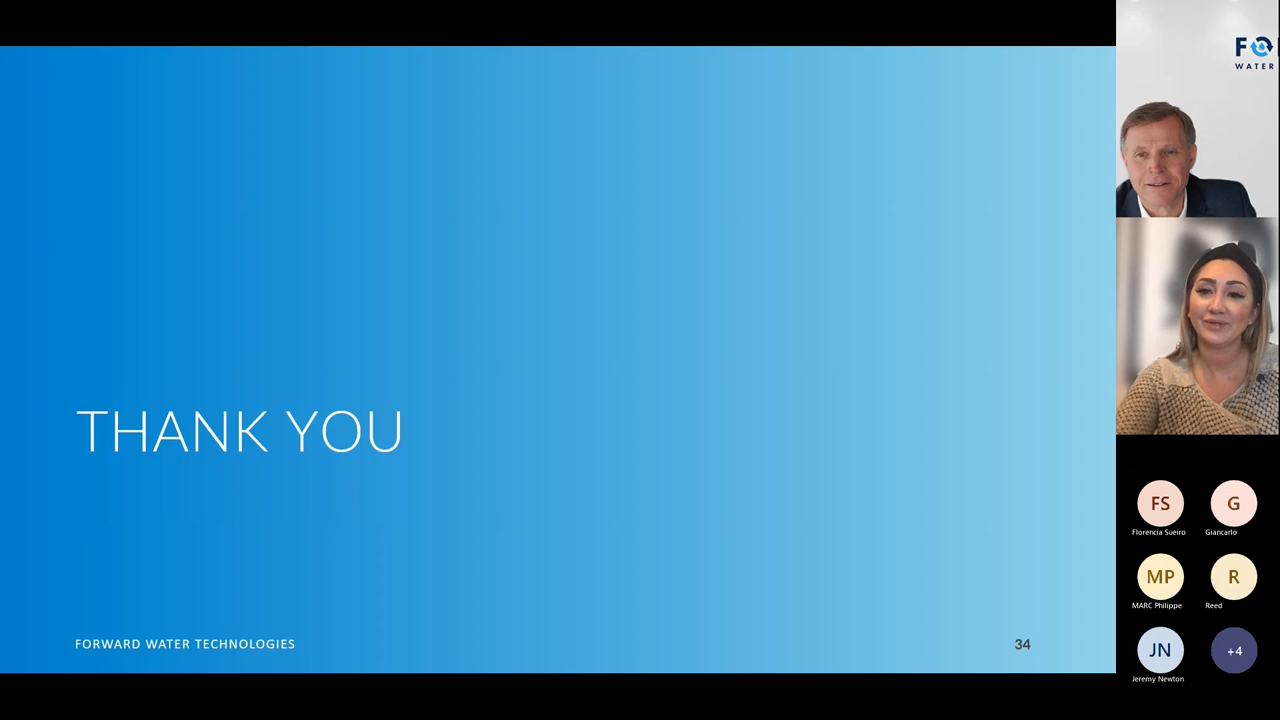 THANK YOU
FORWARD WATER TECHNOLOGIES
34
FO
WATER
FS
G
Florencia Sueiro
Giancarlo
MP
R
MARC Philippe
Reed
JN
+4
Jeremy Newton